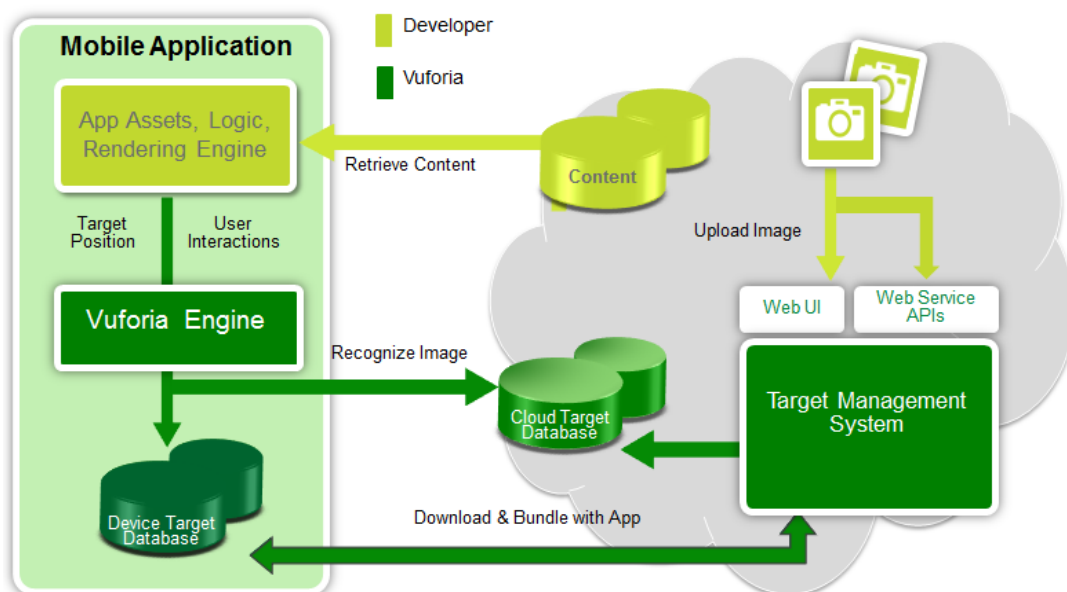 Mobile Application
Developer
Vuforia
App Assets, Logic,
Rendering Engine
Retrieve Content
Content
Target
Position
User
Interactions
Upload Image
Vuforia Engine
Web UI
Web Service
APIs
Recognize Image
Cloud Target
Database
Target Management
System
Device Target
Database
Download & Bundle with App